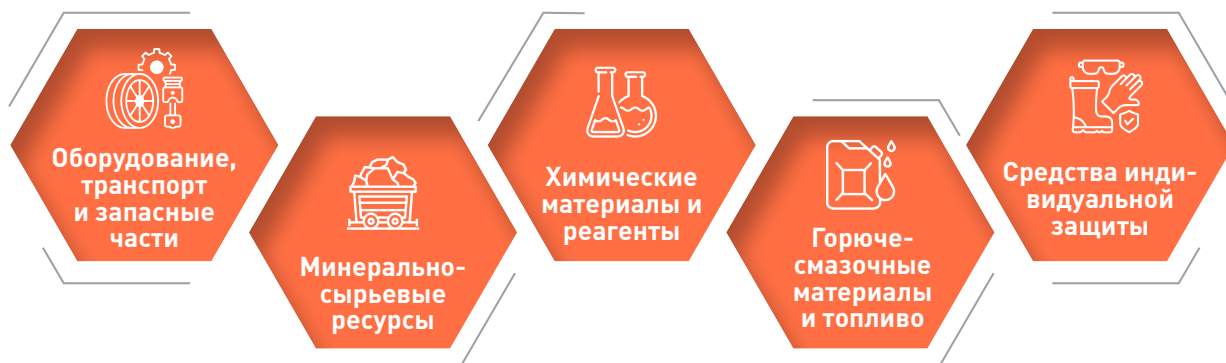 Оборудование,
транспорт
и запасные
части
Минерально-
сырьевые
ресурсы
Химические
материалы и
реагенты
Горюче-
смазочные
материалы
и топливо
Средства инди-
видуальной
защиты